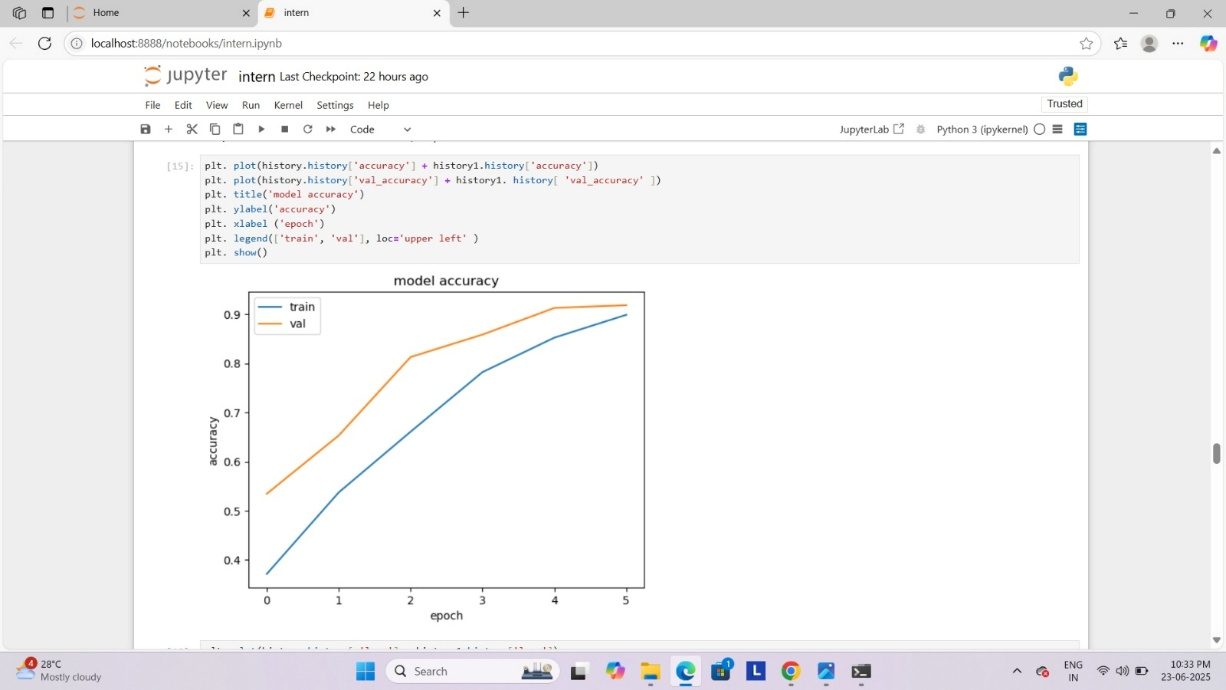 Home
intern
localhost:8888/notebooks/intern.ipynb
jupyter intern Last Checkpoint: 22 hours ago
File Edit View Run Kernel Settings Help
Trusted
Code
JupyterLab Python 3 (ipykernel)
[15]:
plt. plot(history.history['accuracy'] + history1.history['accuracy'])
plt. plot(history.history['val_accuracy'] + history1. history[ 'val_accuracy' ])
plt. title('model accuracy')
plt. ylabel('accuracy')
plt. xlabel ('epoch')
plt. legend(['train', 'val'], loc='upper left' )
plt. show()
model accuracy
train
val
0.9
0.8
0.7
0.6
0.5
0.4
accuracy
0 1 2 3 4 5
epoch
4
28°C
Mostly cloudy
Search
1
L
ENG
IN
10:33 PM
23-06-2025